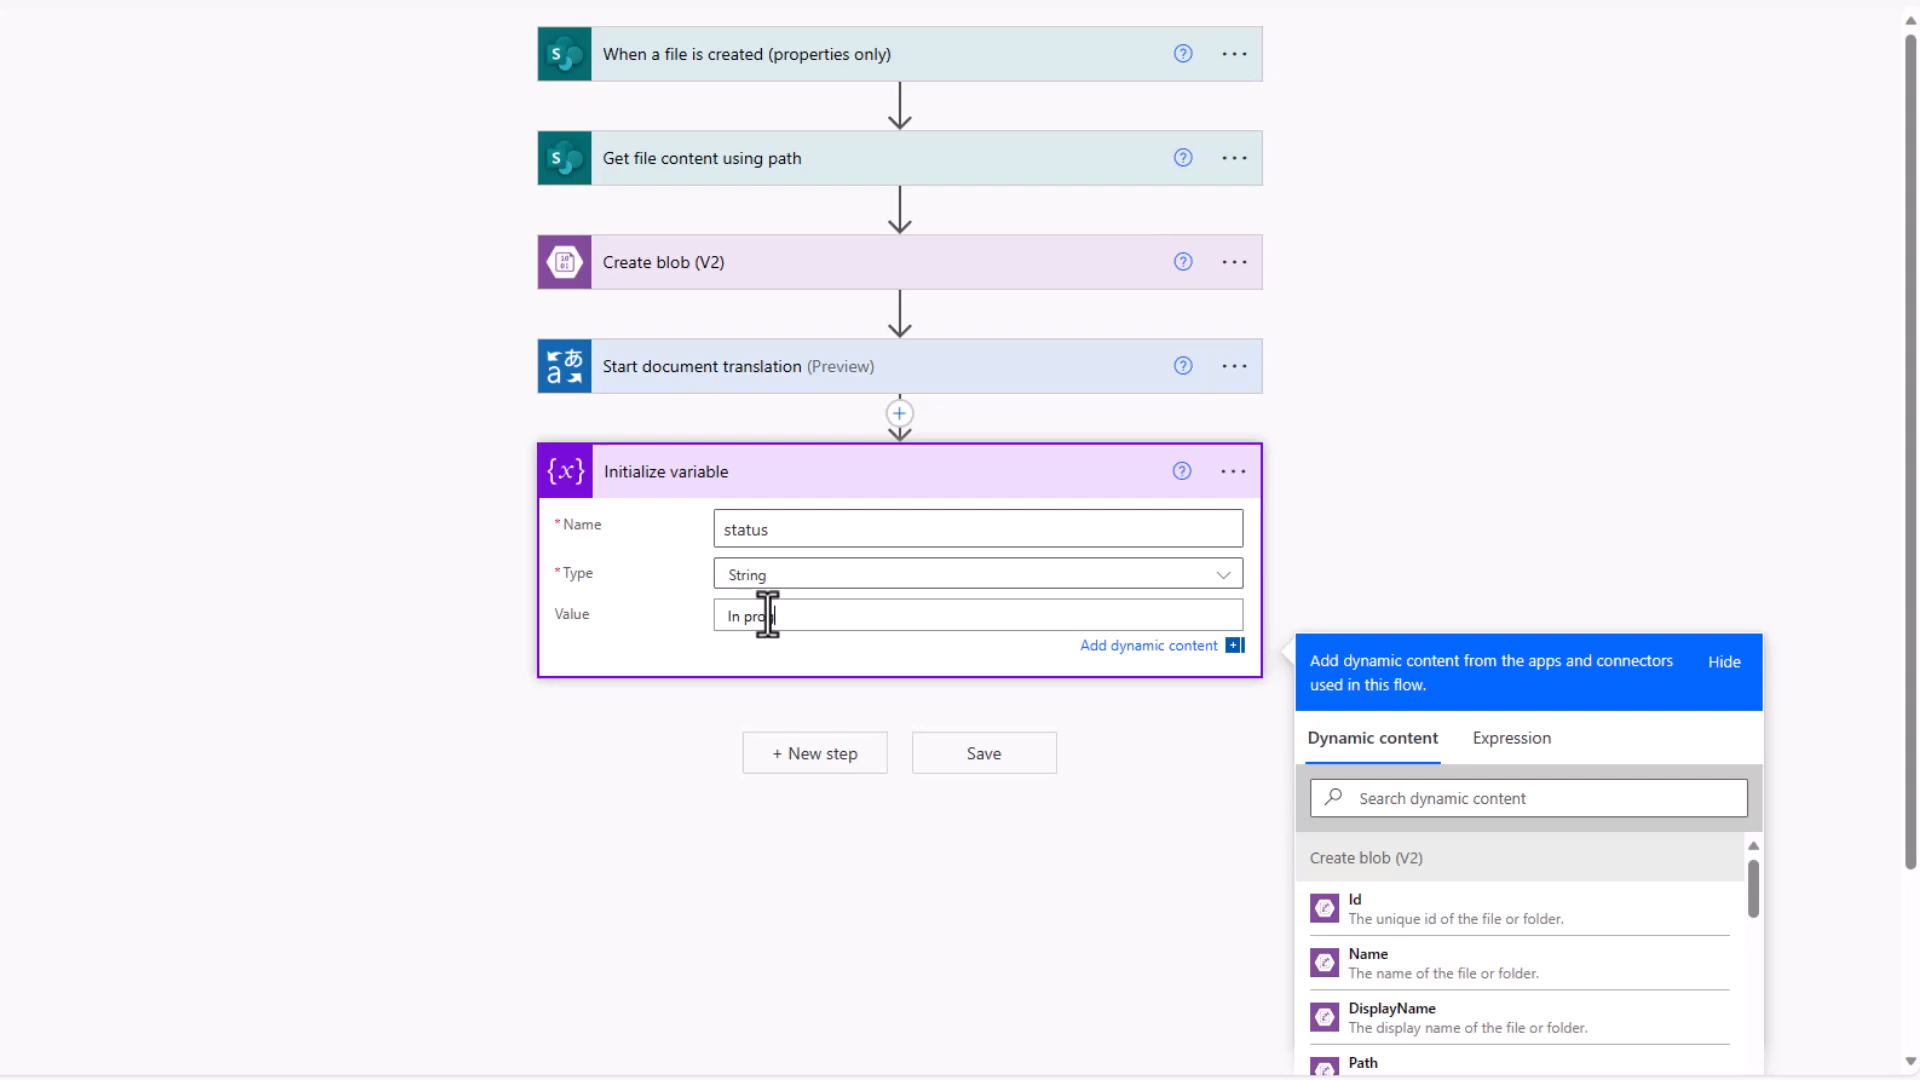 When a file is created (properties only)
Get file content using path
Create blob (V2)
Start document translation (Preview)
Initialize variable
* Name
status
* Type
String
Value
In prog
Add dynamic content
Add dynamic content from the apps and connectors
used in this flow.
Hide
+ New step
Save
Dynamic content
Expression
Search dynamic content
Create blob (V2)
Id
The unique id of the file or folder.
Name
The name of the file or folder.
DisplayName
The display name of the file or folder.
Path